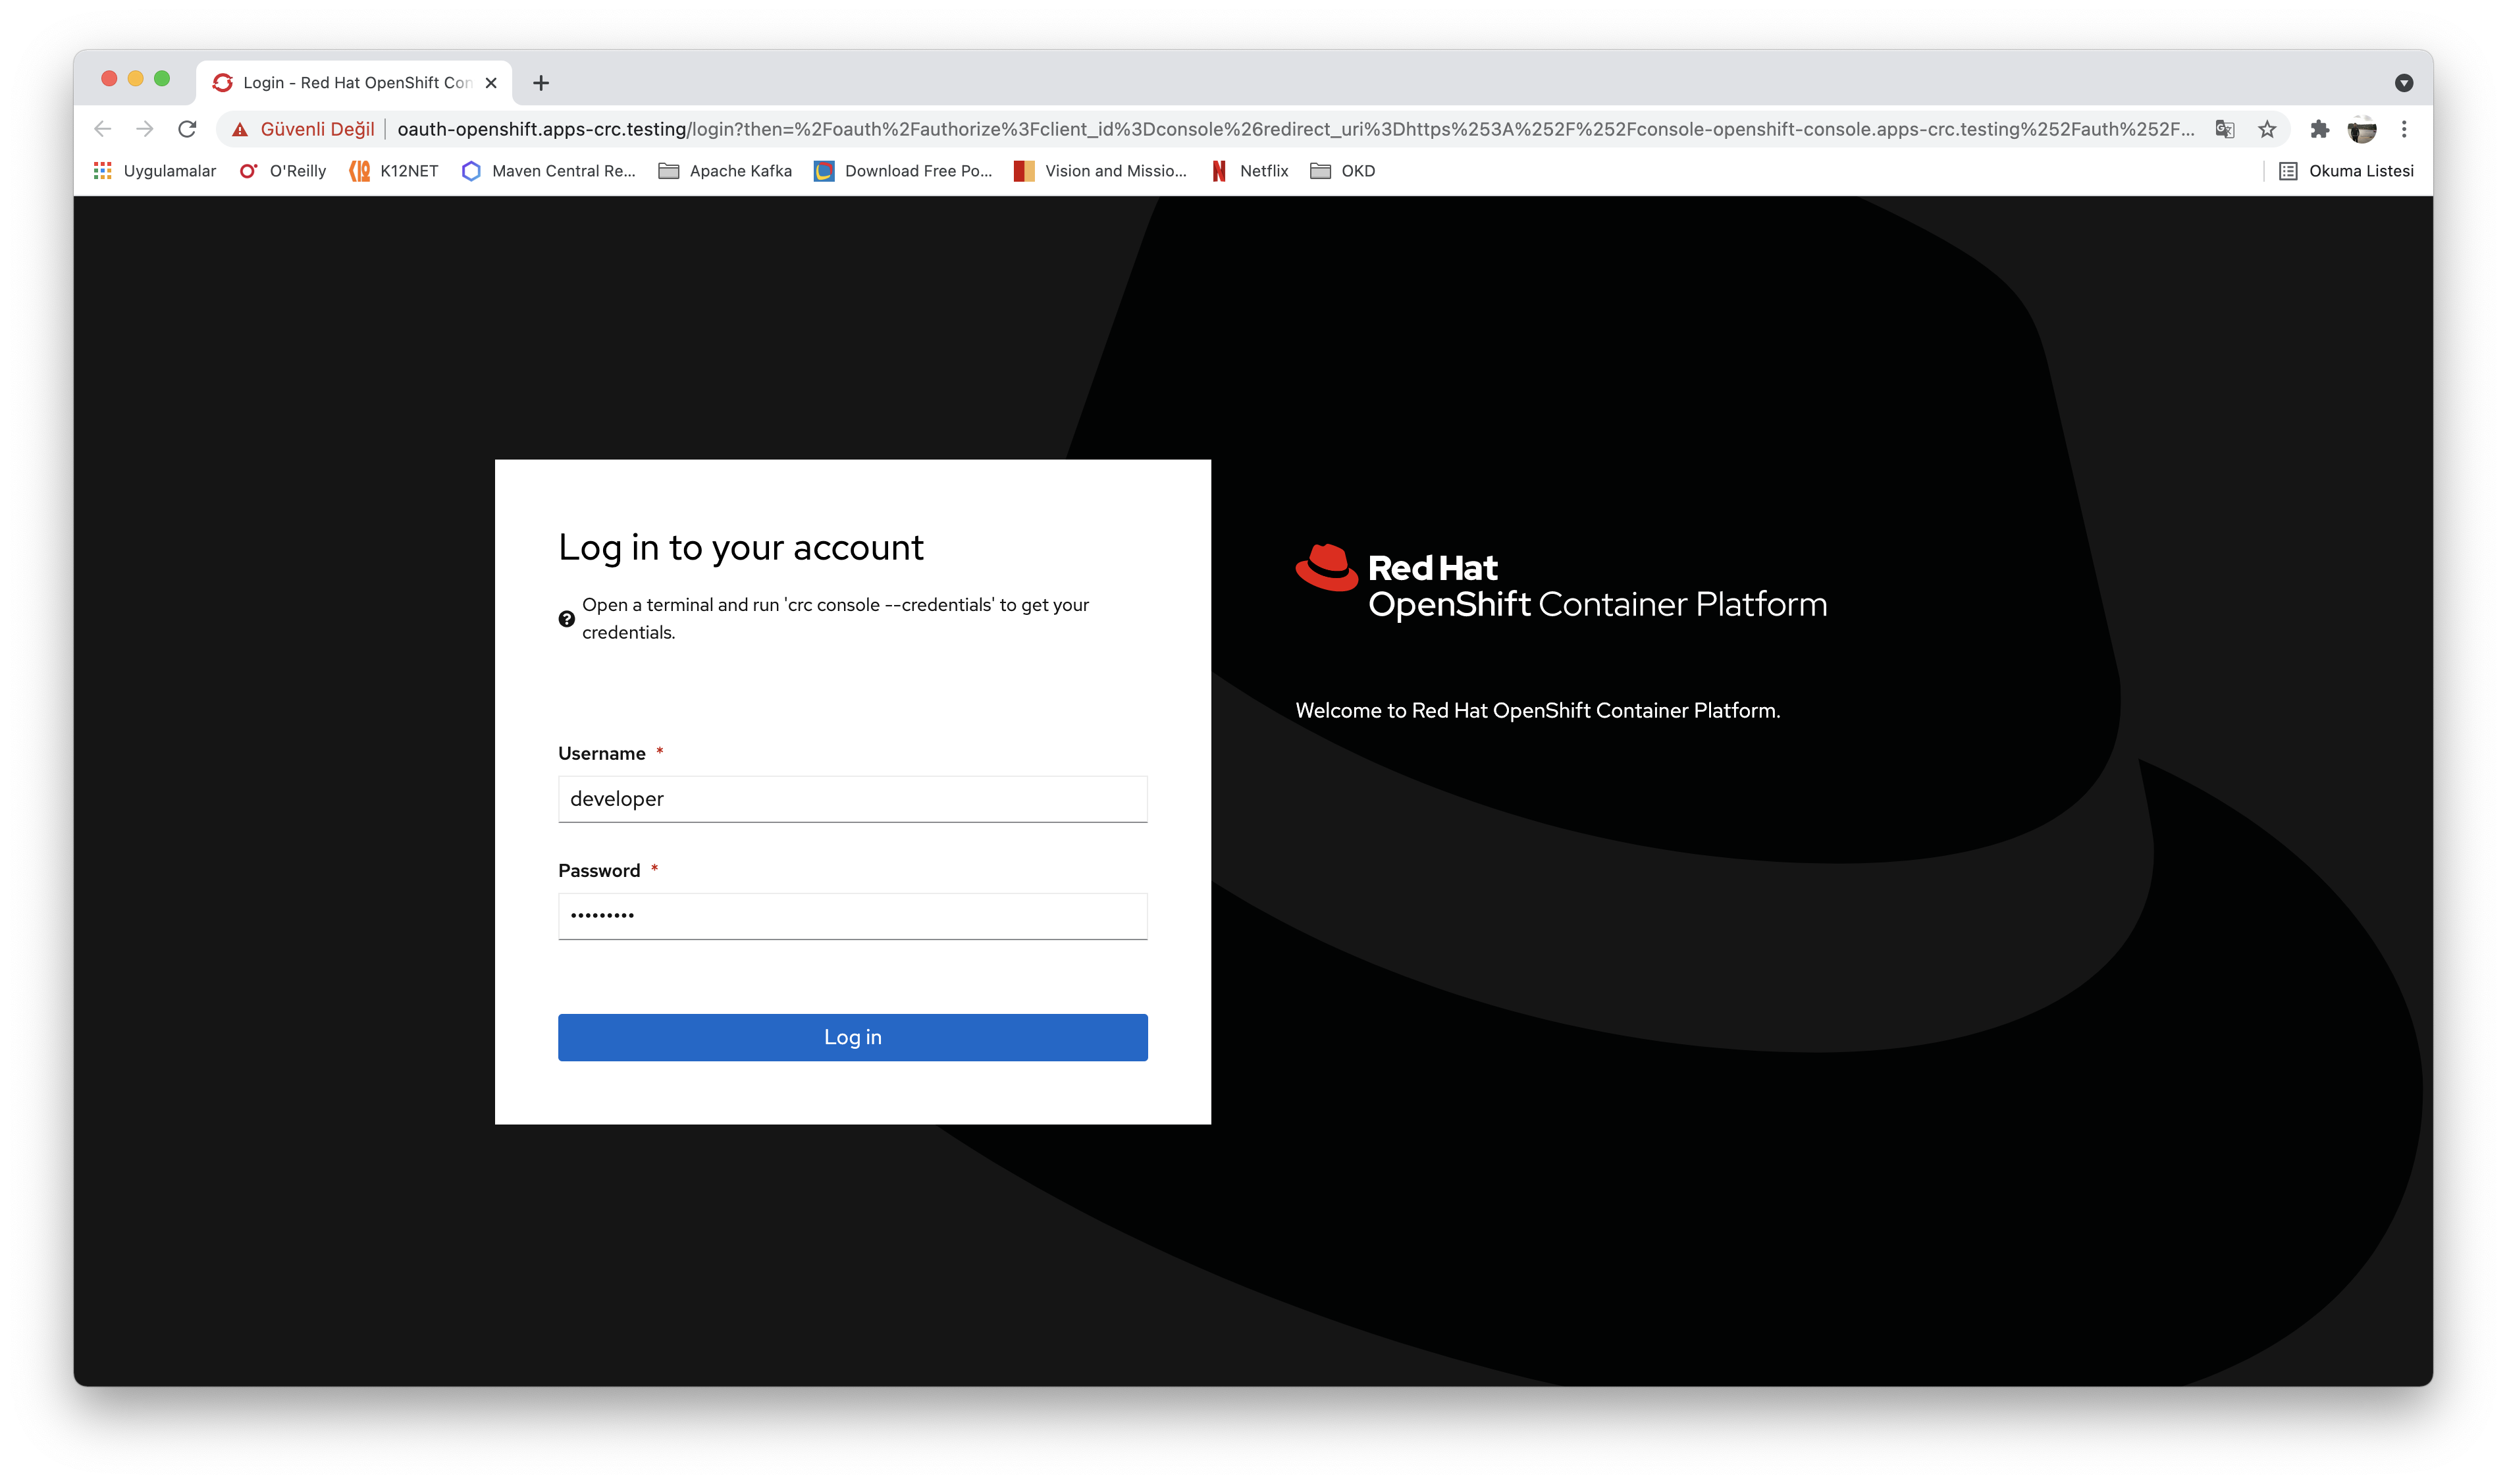 Login - Red Hat OpenShift Con
Güvenli Değil | oauth-openshift.apps-crc.testing/login?then=%2Foauth%2Fauthorize%3Fclient_id%3Dconsole%26redirect_uri%3Dhttps%253A%252F%252Fconsole-openshift-console.apps-crc.testing%252Fauth%252F...
Uygulamalar O'Reilly K12NET Maven Central Re... Apache Kafka Download Free Po... Vision and Missio... Netflix OKD Okuma Listesi
Log in to your account
Open a terminal and run 'crc console --credentials' to get your
credentials.
Username *
developer
Password *
•••••••••
Log in
Red Hat
OpenShift Container Platform
Welcome to Red Hat OpenShift Container Platform.